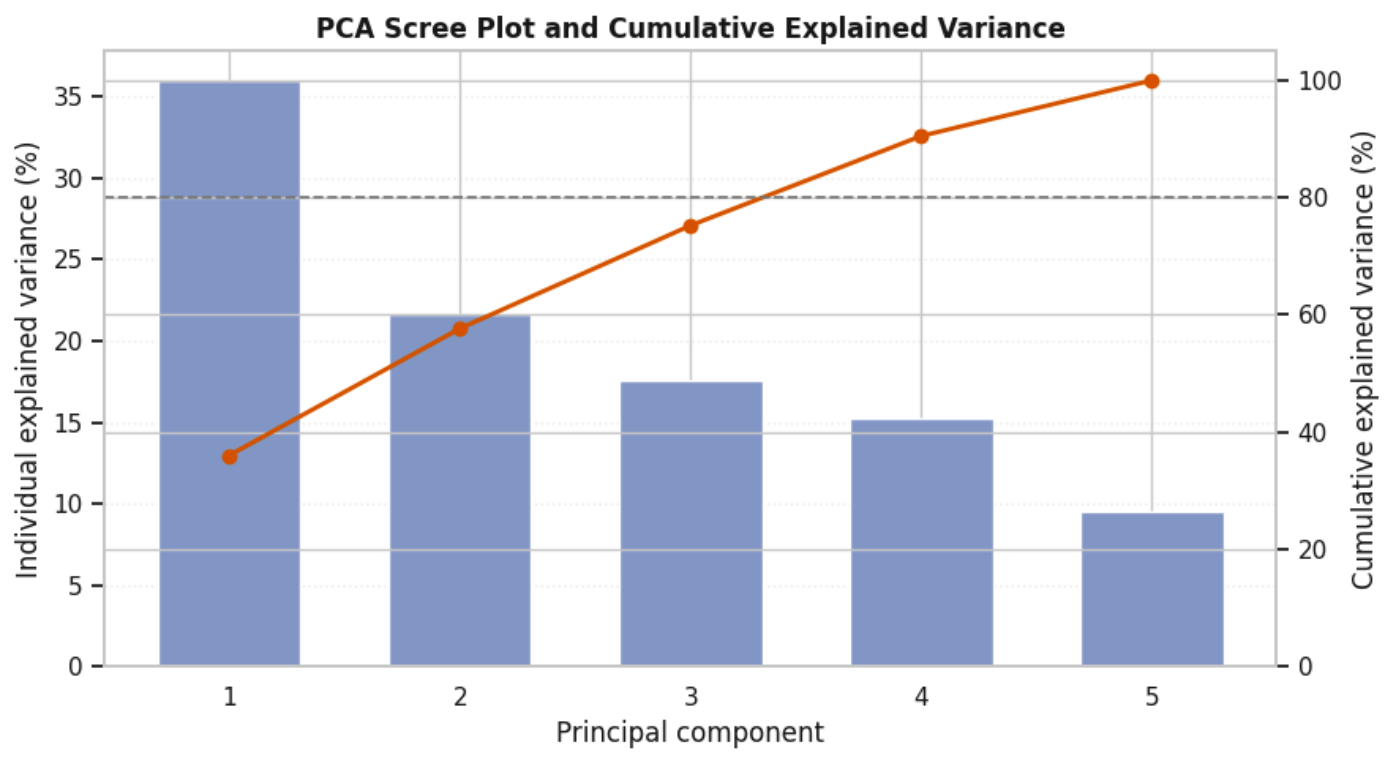 PCA Scree Plot and Cumulative Explained Variance
Individual explained variance (%)
35
30
25
20
15
10
5
0
100
80
60
40
20
0
Cumulative explained variance (%)
1 2 3 4 5
Principal component